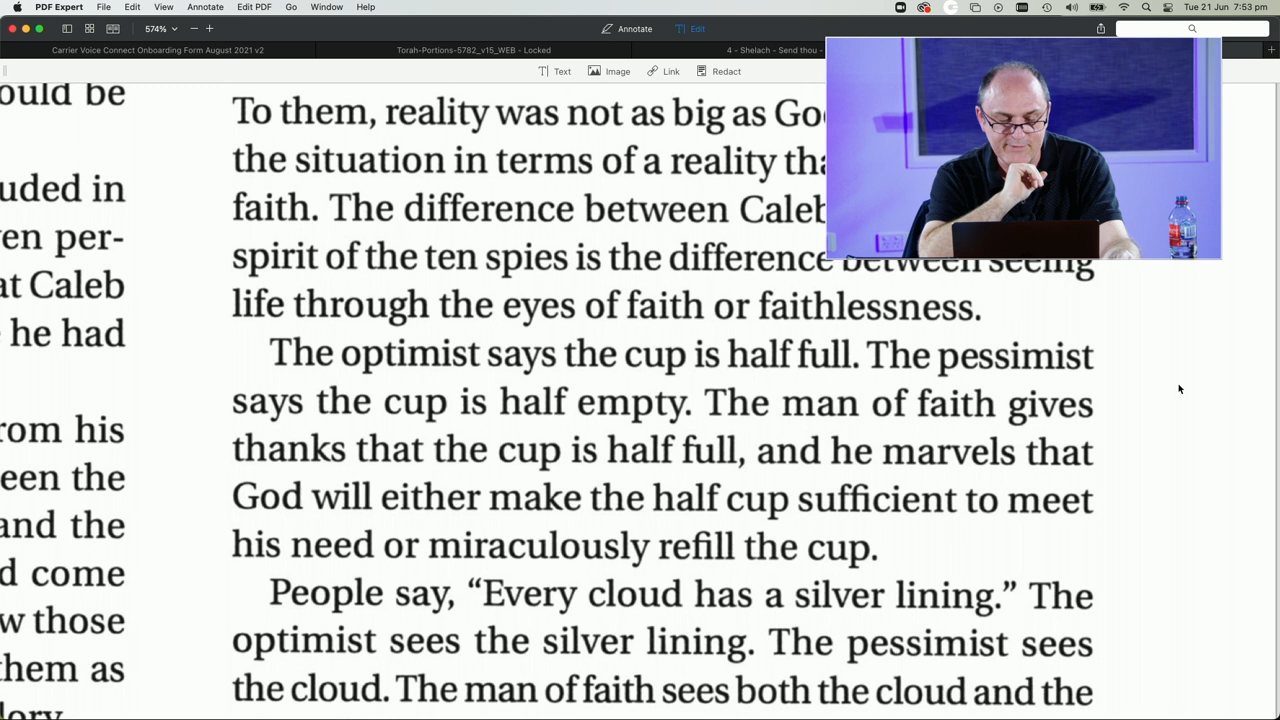 PDF Expert File Edit View Annotate Edit PDF Go Window Help
Tue 21 Jun 7:53 pm
574%
Annotate Edit
Carrier Voice Connect Onboarding Form August 2021 v2
Torah-Portions-5782_v15_WEB - Locked
4 - Shelach - Send thou -
Text Image Link Redact
ould be
uded in
en per-
at Caleb
he had
rom his
een the
and the
d come
w those
them as
lory
To them, reality was not as big as Go
the situation in terms of a reality tha
faith. The difference between Caleb
spirit of the ten spies is the difference between seeing
life through the eyes of faith or faithlessness.
The optimist says the cup is half full. The pessimist
says the cup is half empty. The man of faith gives
thanks that the cup is half full, and he marvels that
God will either make the half cup sufficient to meet
his need or miraculously refill the cup.
People say, “Every cloud has a silver lining.” The
optimist sees the silver lining. The pessimist sees
the cloud. The man of faith sees both the cloud and the